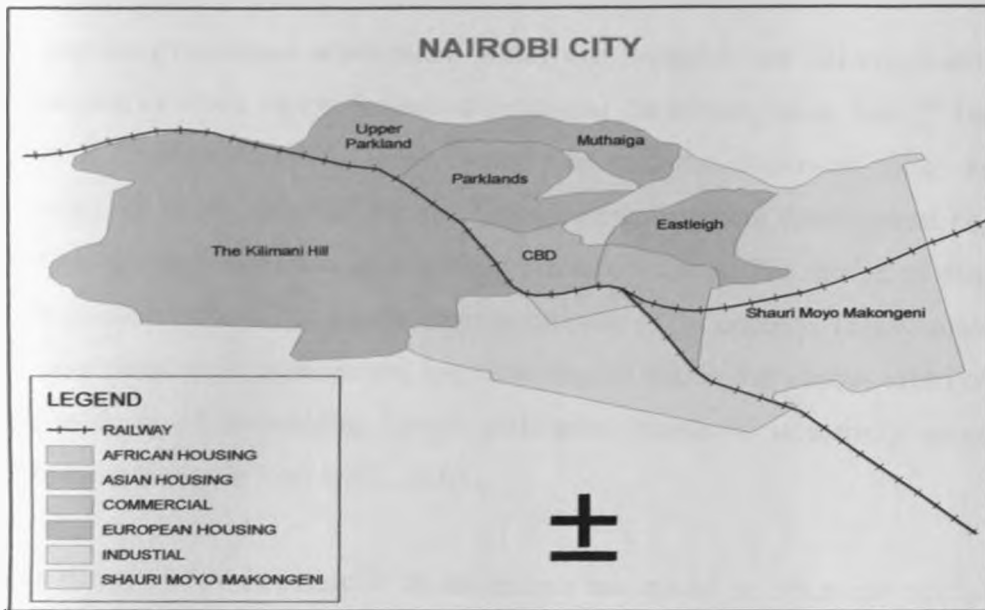 NAIROBI CITY
Upper
Parkland
Muthaiga
Parklands
Eastleigh
The Kilimani Hill
CBD
Shauri Moyo Makongeni
LEGEND
RAILWAY
AFRICAN HOUSING
ASIAN HOUSING
COMMERCIAL
EUROPEAN HOUSING
INDUSTIAL
SHAURI MOYO MAKONGENI